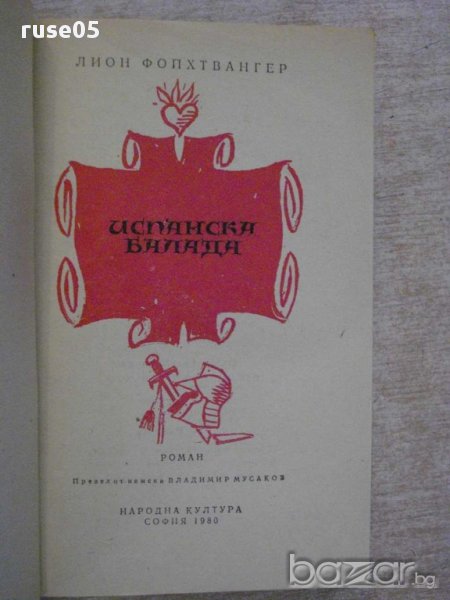 ruse05
ЛИОН ФОЙХТВАНГЕР
ИСПАНСКА
БАЛАДА
РОМАН
Превел от немски ВЛАДИМИР МУСАКОВ
НАРОДНА КУЛТУРА
СОФИЯ 1980
bazar.bg